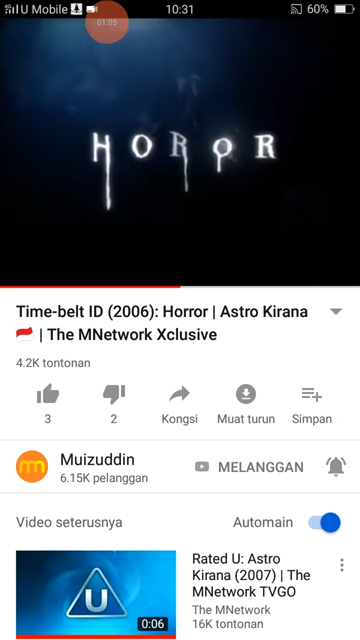 U Mobile
01:05
10:31
60%
HOROR
Time-belt ID (2006): Horror | Astro Kirana
🇮🇩 | The MNetwork Xclusive
4.2K tontonan
3
2
Kongsi
Muat turun
Simpan
Muizuddin
6.15K pelanggan
MELANGGAN
Video seterusnya
Automain
U
0:06
Rated U: Astro
Kirana (2007) | The
MNetwork TVGO
The MNetwork
16K tontonan